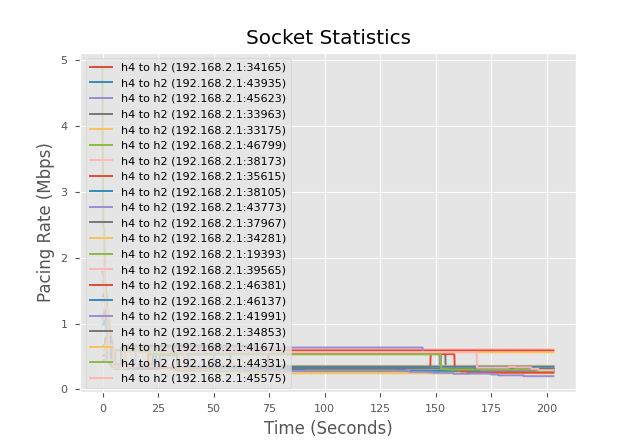 Socket Statistics
Pacing Rate (Mbps)
5
4
3
2
1
0
h4 to h2 (192.168.2.1:34165)
h4 to h2 (192.168.2.1:43935)
h4 to h2 (192.168.2.1:45623)
h4 to h2 (192.168.2.1:33963)
h4 to h2 (192.168.2.1:33175)
h4 to h2 (192.168.2.1:46799)
h4 to h2 (192.168.2.1:38173)
h4 to h2 (192.168.2.1:35615)
h4 to h2 (192.168.2.1:38105)
h4 to h2 (192.168.2.1:43773)
h4 to h2 (192.168.2.1:37967)
h4 to h2 (192.168.2.1:34281)
h4 to h2 (192.168.2.1:19393)
h4 to h2 (192.168.2.1:39565)
h4 to h2 (192.168.2.1:46381)
h4 to h2 (192.168.2.1:46137)
h4 to h2 (192.168.2.1:41991)
h4 to h2 (192.168.2.1:34853)
h4 to h2 (192.168.2.1:41671)
h4 to h2 (192.168.2.1:44331)
h4 to h2 (192.168.2.1:45575)
0 25 50 75 100 125 150 175 200
Time (Seconds)